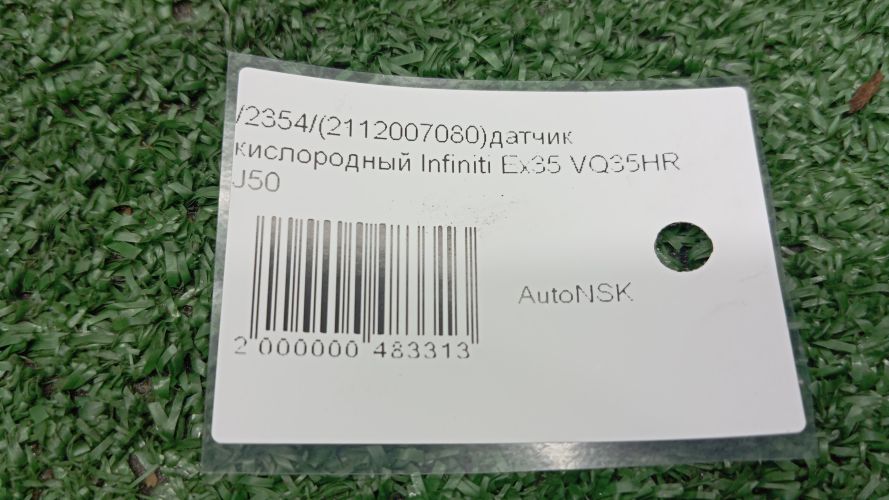 /2354/(2112007080)датчик
кислородный Infiniti Ex35 VQ35HR
J50
AutoNSK
2 000000 483313